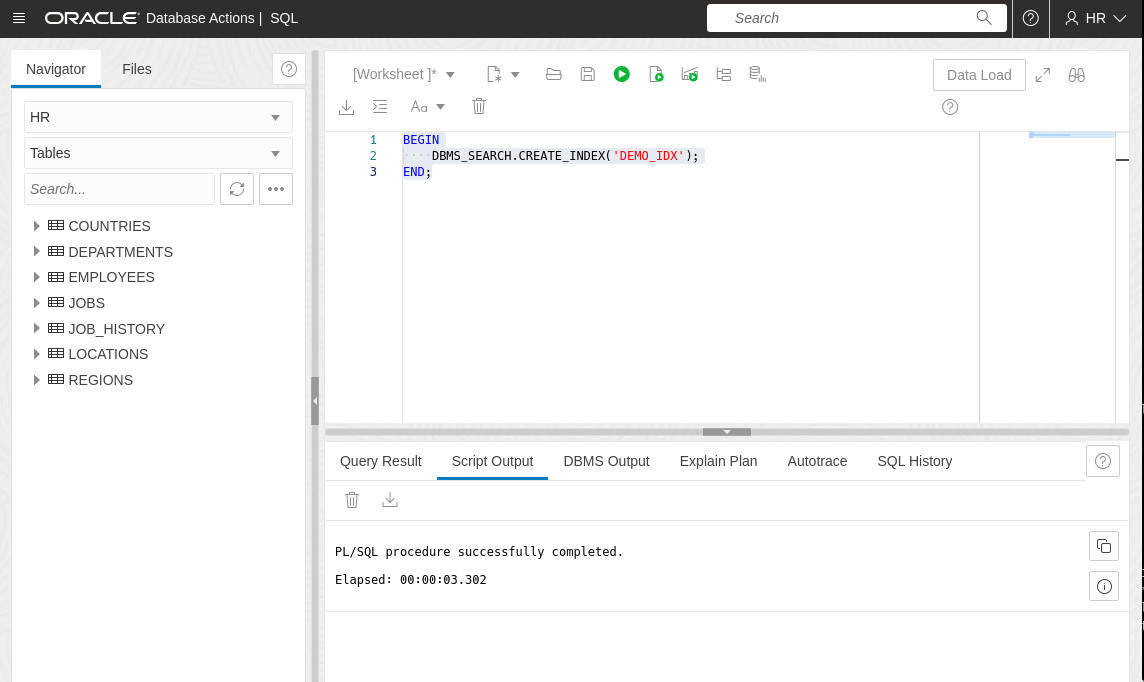 ORACLE Database Actions | SQL
Search
HR
Navigator
Files
HR
Tables
Search...
COUNTRIES
DEPARTMENTS
EMPLOYEES
JOBS
JOB_HISTORY
LOCATIONS
REGIONS
[Worksheet ]*
Data Load
Aa
1 BEGIN
2 ····DBMS_SEARCH.CREATE_INDEX('DEMO_IDX');
3 END;
Query Result
Script Output
DBMS Output
Explain Plan
Autotrace
SQL History
PL/SQL procedure successfully completed.
Elapsed: 00:00:03.302